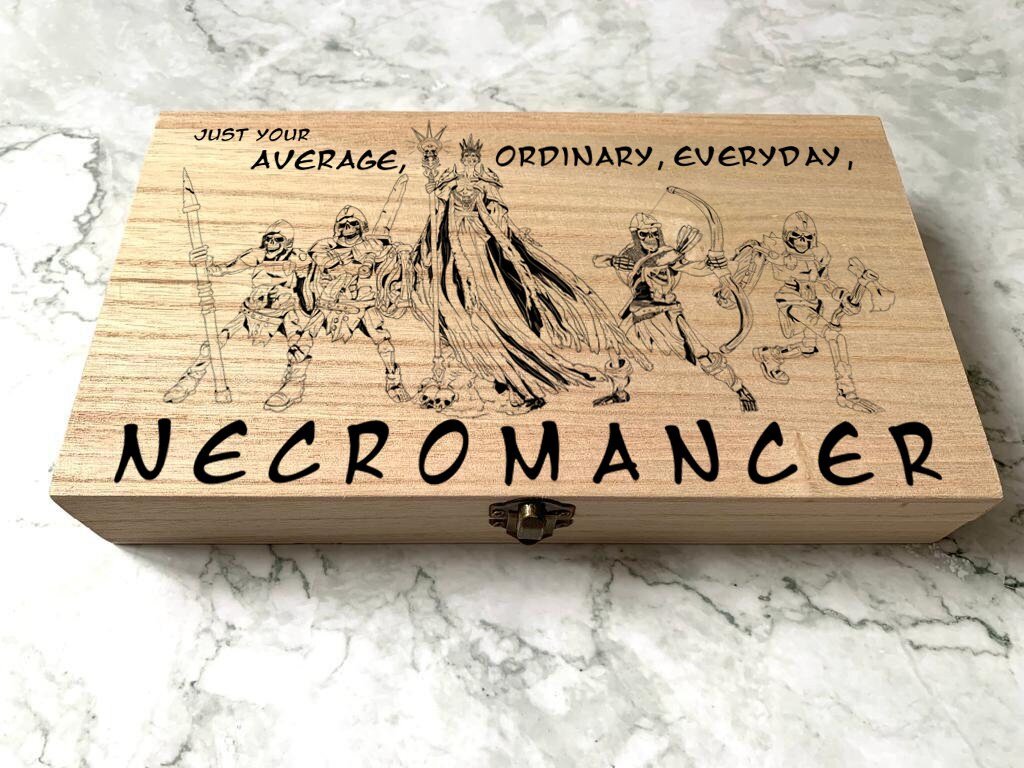 JUST YOUR
AVERAGE, ORDINARY, EVERYDAY,
NECROMANCER